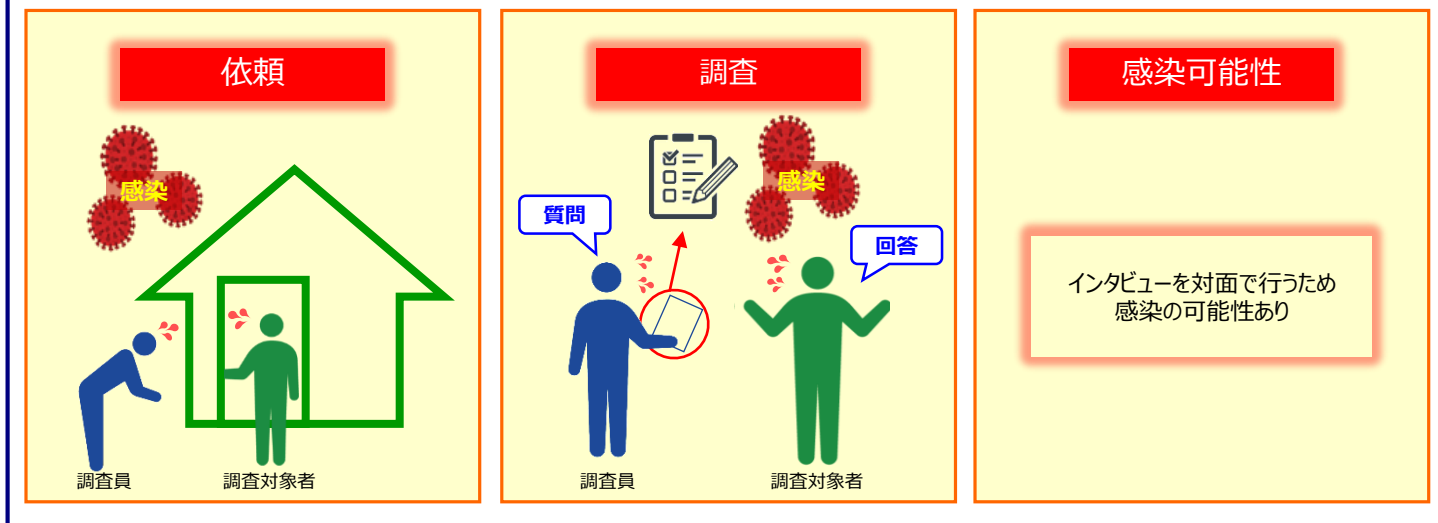 依頼
感染
調査員
調査対象者
調査
感染
質問
回答
調査員
調査対象者
感染可能性
インタビューを対面で行うため
感染の可能性あり